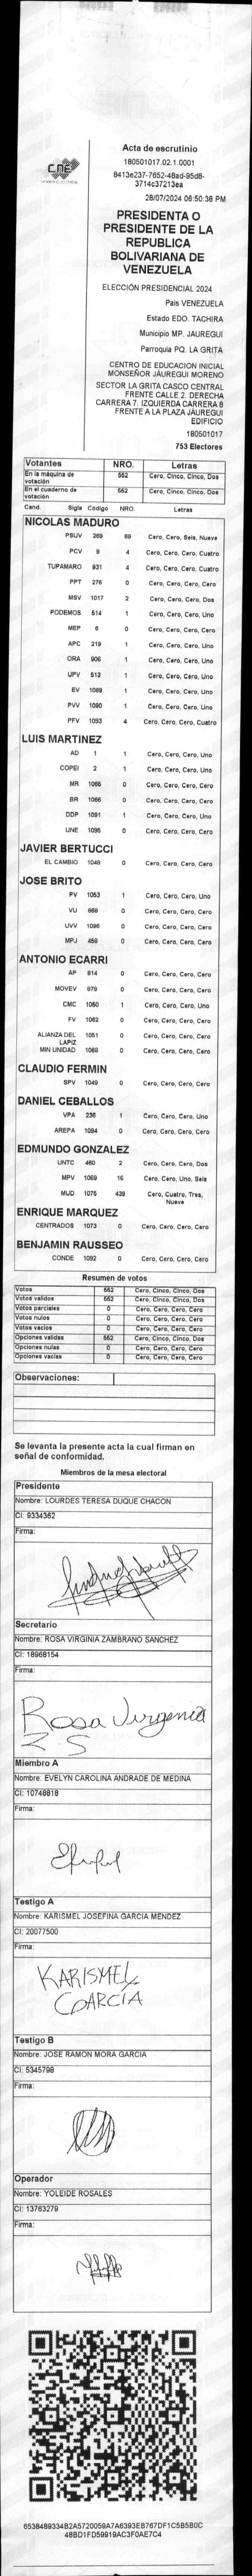 CNE
Acta de escrutinio
180501017.02.1.0001
8413e237-7652-48ad-95d8-
3714c37213ea
28/07/2024 06:50:38 PM
PRESIDENTA O
PRESIDENTE DE LA
REPUBLICA
BOLIVARIANA DE
VENEZUELA
ELECCIÓN PRESIDENCIAL 2024
Pais VENEZUELA
Estado EDO. TACHIRA
Municipio MP. JAUREGUI
Parroquia PQ. LA GRITA
CENTRO DE EDUCACION INICIAL
MONSEÑOR JÁUREGUI MORENO
SECTOR LA GRITA CASCO CENTRAL
FRENTE CALLE 2. DERECHA
CARRERA 7. IZQUIERDA CARRERA 8
FRENTE A LA PLAZA JÁUREGUI
EDIFICIO
180501017
753 Electores
Votantes NRO. Letras
En la máquina de votación 552 Cero, Cinco, Cinco, Dos
En el cuaderno de votación 552 Cero, Cinco, Cinco, Dos
Cand. Sigla Código NRO. Letras
NICOLAS MADURO
PSUV 269 69 Cero, Cero, Seis, Nueve
PCV 9 4 Cero, Cero, Cero, Cuatro
TUPAMARO 931 4 Cero, Cero, Cero, Cuatro
PPT 276 0 Cero, Cero, Cero, Cero
MSV 1017 2 Cero, Cero, Cero, Dos
PODEMOS 514 1 Cero, Cero, Cero, Uno
MEP 6 0 Cero, Cero, Cero, Cero
APC 219 1 Cero, Cero, Cero, Uno
ORA 906 1 Cero, Cero, Cero, Uno
UPV 513 1 Cero, Cero, Cero, Uno
EV 1089 1 Cero, Cero, Cero, Uno
PVV 1090 1 Cero, Cero, Cero, Uno
PFV 1093 4 Cero, Cero, Cero, Cuatro
LUIS MARTINEZ
AD 1 1 Cero, Cero, Cero, Uno
COPEI 2 1 Cero, Cero, Cero, Uno
MR 1065 0 Cero, Cero, Cero, Cero
BR 1066 0 Cero, Cero, Cero, Cero
DDP 1091 1 Cero, Cero, Cero, Uno
UNE 1095 0 Cero, Cero, Cero, Cero
JAVIER BERTUCCI
EL CAMBIO 1048 0 Cero, Cero, Cero, Cero
JOSE BRITO
PV 1053 1 Cero, Cero, Cero, Uno
VU 868 0 Cero, Cero, Cero, Cero
UVV 1096 0 Cero, Cero, Cero, Cero
MPJ 458 0 Cero, Cero, Cero, Cero
ANTONIO ECARRI
AP 814 0 Cero, Cero, Cero, Cero
MOVEV 878 0 Cero, Cero, Cero, Cero
CMC 1050 1 Cero, Cero, Cero, Uno
FV 1062 0 Cero, Cero, Cero, Cero
ALIANZA DEL LAPIZ 1051 0 Cero, Cero, Cero, Cero
MIN UNIDAD 1068 0 Cero, Cero, Cero, Cero
CLAUDIO FERMIN
SPV 1049 0 Cero, Cero, Cero, Cero
DANIEL CEBALLOS
VPA 236 1 Cero, Cero, Cero, Uno
AREPA 1094 0 Cero, Cero, Cero, Cero
EDMUNDO GONZALEZ
UNTC 460 2 Cero, Cero, Cero, Dos
MPV 1069 16 Cero, Cero, Uno, Seis
MUD 1075 439 Cero, Cuatro, Tres, Nueve
ENRIQUE MARQUEZ
CENTRADOS 1073 0 Cero, Cero, Cero, Cero
BENJAMIN RAUSSEO
CONDE 1092 0 Cero, Cero, Cero, Cero
Resumen de votos
Votos 552 Cero, Cinco, Cinco, Dos
Votos validos 552 Cero, Cinco, Cinco, Dos
Votos parciales 0 Cero, Cero, Cero, Cero
Votos nulos 0 Cero, Cero, Cero, Cero
Votos vacios 0 Cero, Cero, Cero, Cero
Opciones validas 552 Cero, Cinco, Cinco, Dos
Opciones nulas 0 Cero, Cero, Cero, Cero
Opciones vacias 0 Cero, Cero, Cero, Cero
Observaciones:
Se levanta la presente acta la cual firman en
señal de conformidad.
Miembros de la mesa electoral
Presidente
Nombre: LOURDES TERESA DUQUE CHACON
CI: 9334362
Firma:
Secretario
Nombre: ROSA VIRGINIA ZAMBRANO SANCHEZ
CI: 18968154
Firma:
Rosa Virgenia
Z S
Miembro A
Nombre: EVELYN CAROLINA ANDRADE DE MEDINA
CI: 10748818
Firma:
Testigo A
Nombre: KARISMEL JOSEFINA GARCIA MENDEZ
CI: 20077500
Firma:
KARISMEL
GARCÍA
Testigo B
Nombre: JOSE RAMON MORA GARCIA
CI: 5345798
Firma:
Operador
Nombre: YOLEIDE ROSALES
CI: 13763279
Firma:
6538489334B2A5720059A7A6393EB767DF1C5B5B0C
48BD1FD59919AC3F0AE7C4